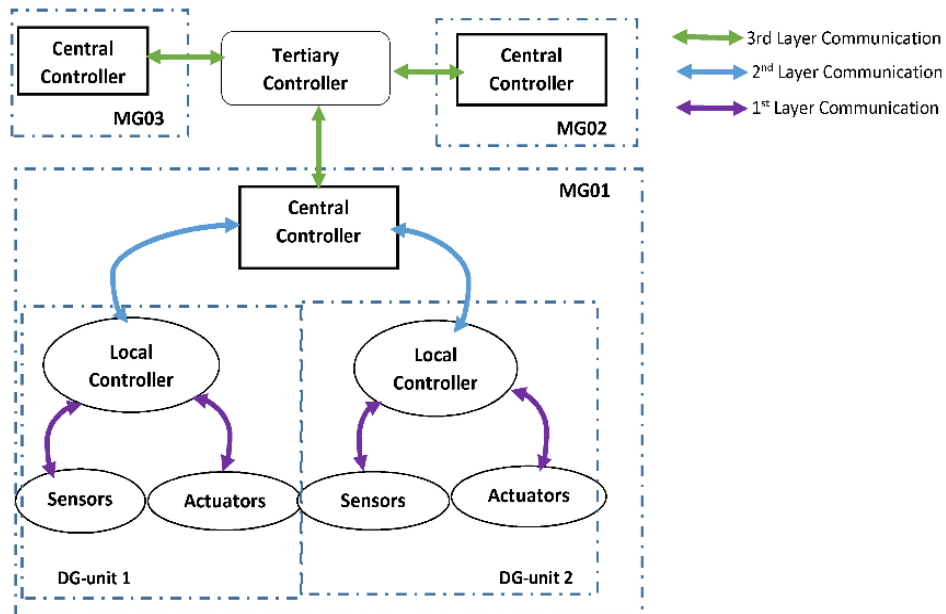 Central
Controller
MG03
Tertiary
Controller
Central
Controller
MG02
3rd Layer Communication
2nd Layer Communication
1st Layer Communication
MG01
Central
Controller
Local
Controller
Local
Controller
Sensors
Actuators
Sensors
Actuators
DG-unit 1
DG-unit 2